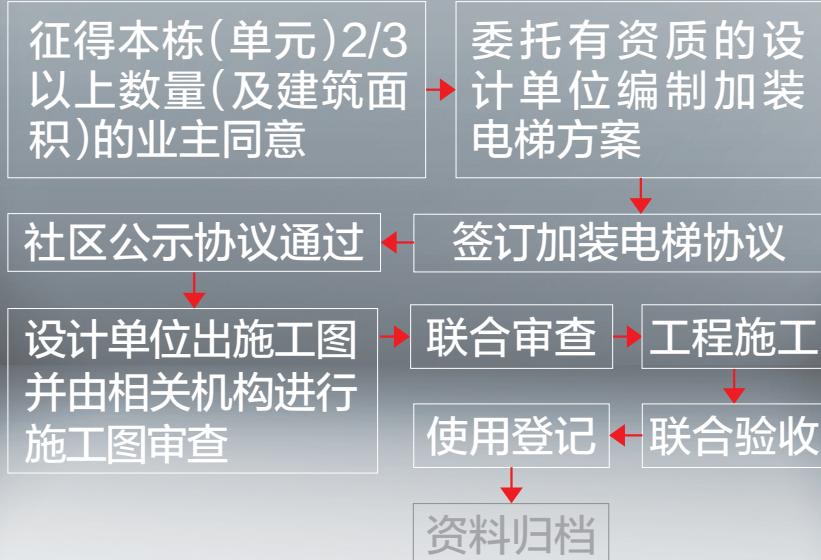 征得本栋(单元)2/3
以上数量(及建筑面
积)的业主同意
委托有资质的设
计单位编制加装
电梯方案
签订加装电梯协议
社区公示协议通过
设计单位出施工图
并由相关机构进行
施工图审查
联合审查
工程施工
联合验收
使用登记
资料归档